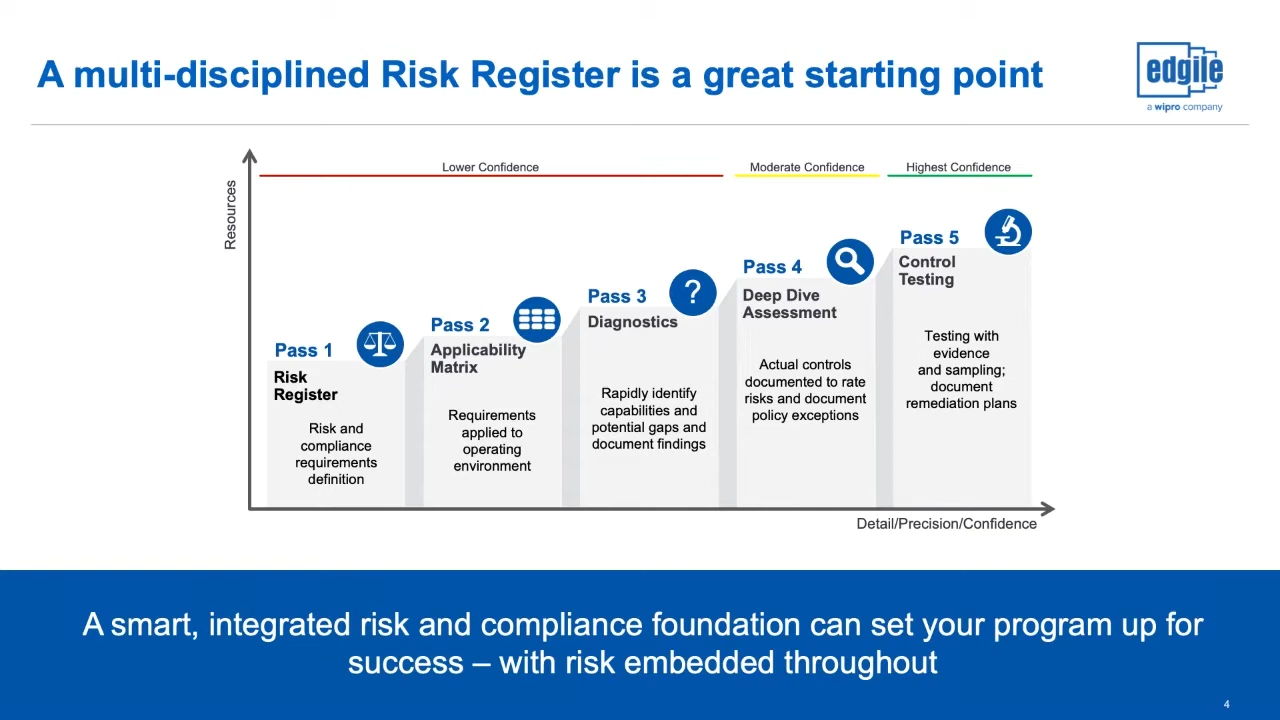 A multi-disciplined Risk Register is a great starting point
edgile
a wipro company
Resources
Lower Confidence
Moderate Confidence
Highest Confidence
Pass 1
Risk
Register
Risk and
compliance
requirements
definition
Pass 2
Applicability
Matrix
Requirements
applied to
operating
environment
Pass 3
?
Diagnostics
Rapidly identify
capabilities and
potential gaps and
document findings
Pass 4
Deep Dive
Assessment
Actual controls
documented to rate
risks and document
policy exceptions
Pass 5
Control
Testing
Testing with
evidence
and sampling;
document
remediation plans
Detail/Precision/Confidence
A smart, integrated risk and compliance foundation can set your program up for
success – with risk embedded throughout
4